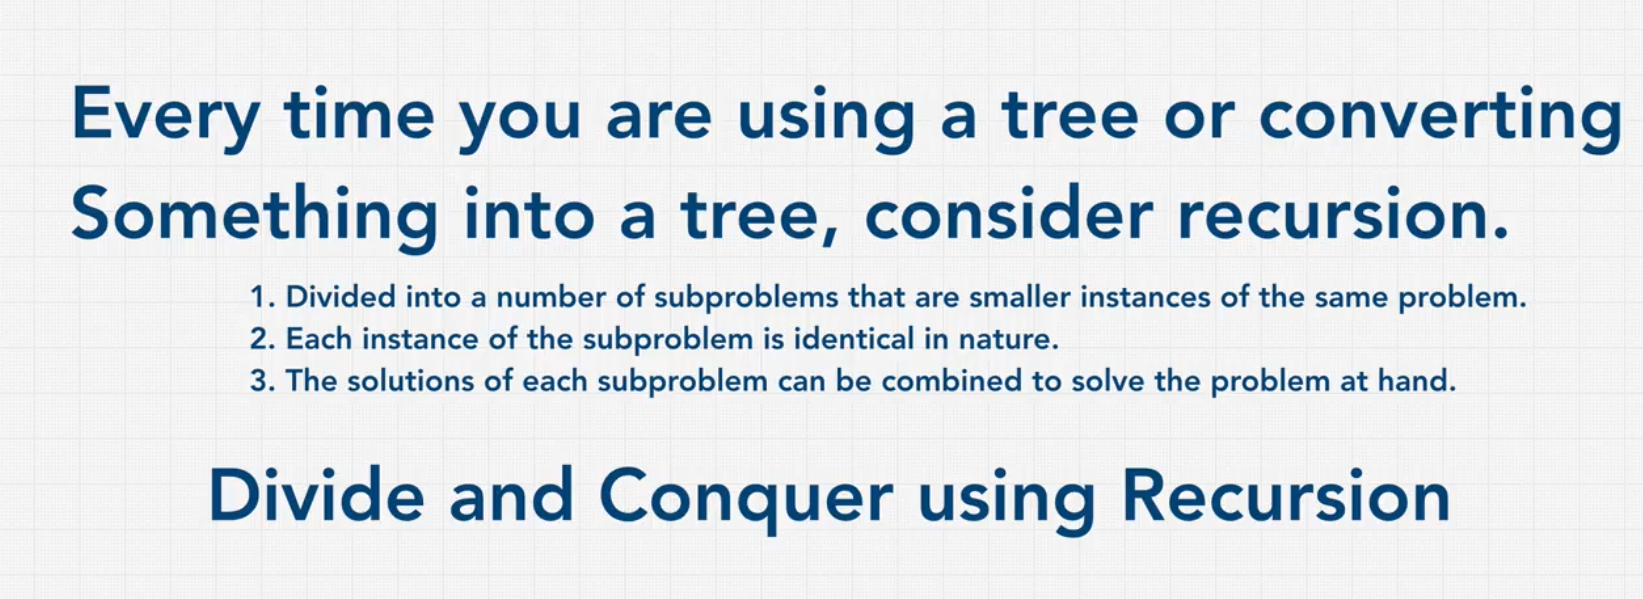 Every time you are using a tree or converting
Something into a tree, consider recursion.
1. Divided into a number of subproblems that are smaller instances of the same problem.
2. Each instance of the subproblem is identical in nature.
3. The solutions of each subproblem can be combined to solve the problem at hand.
Divide and Conquer using Recursion